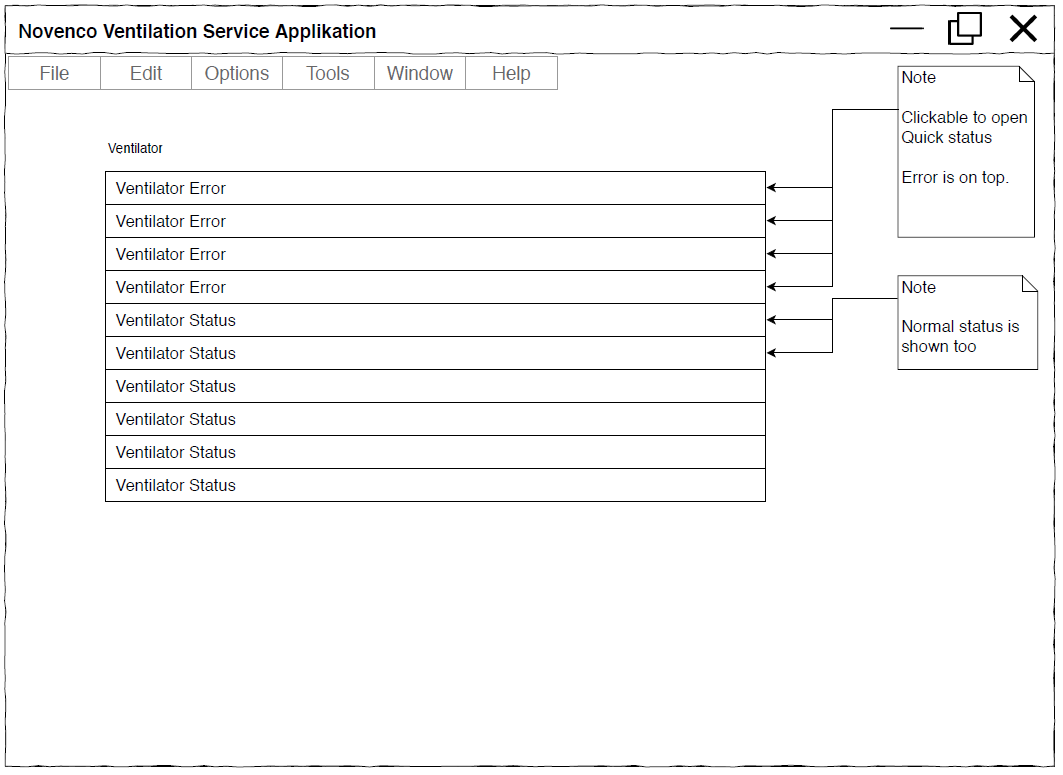 Novenco Ventilation Service Applikation
File Edit Options Tools Window Help
Note
Clickable to open
Quick status
Error is on top.
Ventilator
Ventilator Error
Ventilator Error
Ventilator Error
Ventilator Error
Ventilator Status
Ventilator Status
Ventilator Status
Ventilator Status
Ventilator Status
Ventilator Status
Note
Normal status is
shown too